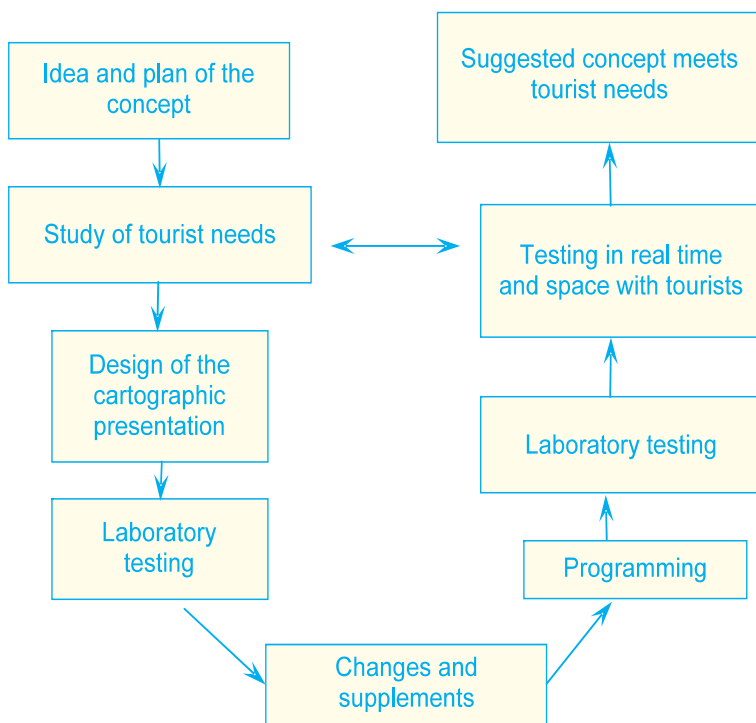 Idea and plan of the
concept
Study of tourist needs
Design of the
cartographic
presentation
Laboratory
testing
Changes and
supplements
Programming
Laboratory testing
Testing in real time
and space with tourists
Suggested concept meets
tourist needs